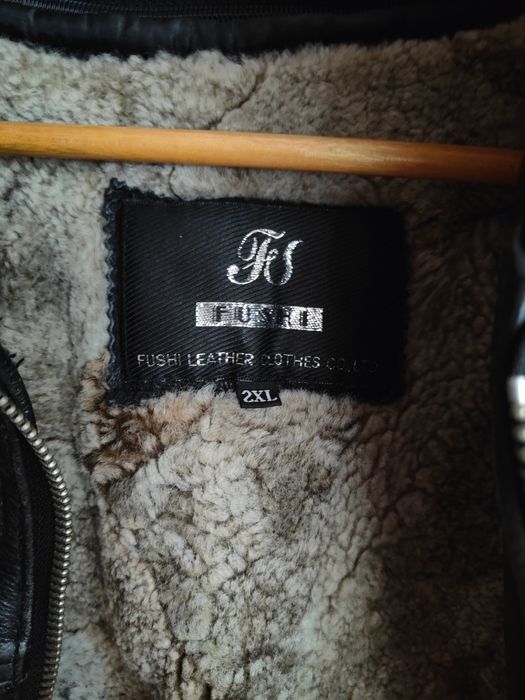 FS
FUSHI
FUSHI LEATHER CLOTHES CO.,LTD
2XL